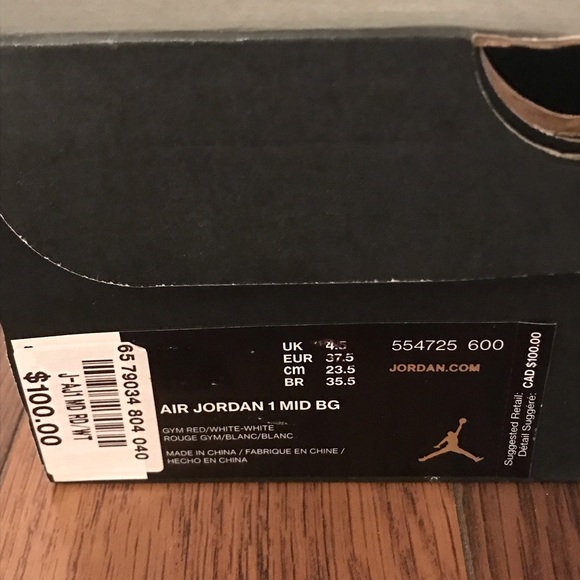 UK 4.5
EUR 37.5
cm 23.5
BR 35.5
554725 600
JORDAN.COM
AIR JORDAN 1 MID BG
GYM RED/WHITE-WHITE
ROUGE GYM/BLANC/BLANC
MADE IN CHINA / FABRIQUE EN CHINE /
HECHO EN CHINA
Suggested Retail:
Détail Suggéré: CAD $100.00
65 79034 804 040
J-AJ1 MID RD/WT
$100.00